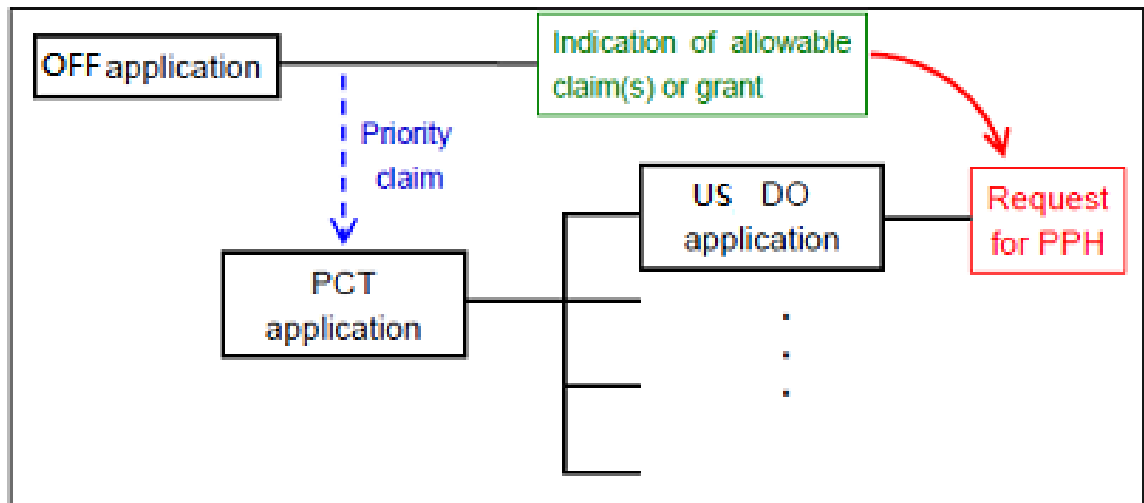 OFF application
Indication of allowable
claim(s) or grant
Priority
claim
US DO
application
Request
for PPH
PCT
application